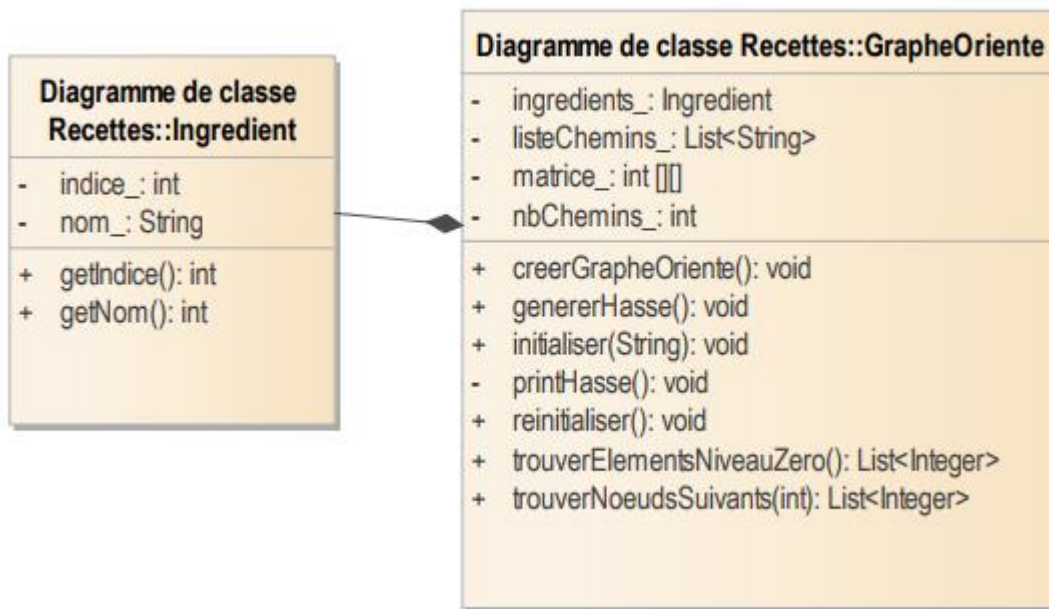 Diagramme de classe
Recettes::Ingredient
- indice_: int
- nom_: String
+ getIndice(): int
+ getNom(): int
Diagramme de classe Recettes::GrapheOriente
- ingredients_: Ingredient
- listeChemins_: List<String>
- matrice_: int [][]
- nbChemins_: int
+ creerGrapheOriente(): void
+ genererHasse(): void
+ initialiser(String): void
- printHasse(): void
+ reinitialiser(): void
+ trouverElementsNiveauZero(): List<Integer>
+ trouverNoeudsSuivants(int): List<Integer>